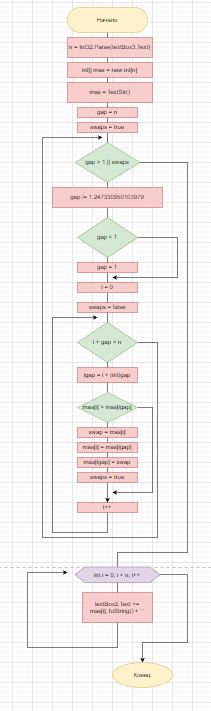 Начало
n = Int32.Parse(textBox3.Text)
int[] mas = new int[n]
mas = TextStr()
gap = n
swaps = true
gap > 1 || swaps
gap /= 1.247330950103979
gap < 1
gap = 1
i = 0
swaps = false
i + gap < n
igap = i + (int)gap
mas[i] > mas[igap]
swap = mas[i]
mas[i] = mas[igap]
mas[igap] = swap
swaps = true
i++
int i = 0; i < n, i++
textBox2.Text +=
mas[i].ToString() + " "
Конец